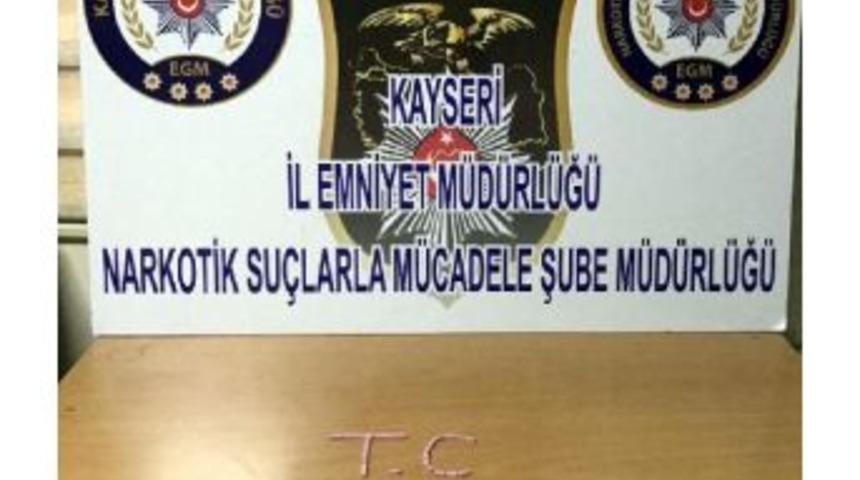 EGM
EGM
KAYSERİ
İL EMNİYET MÜDÜRLÜĞÜ
NARKOTİK SUÇLARLA MÜCADELE ŞUBE MÜDÜRLÜĞÜ
T.C